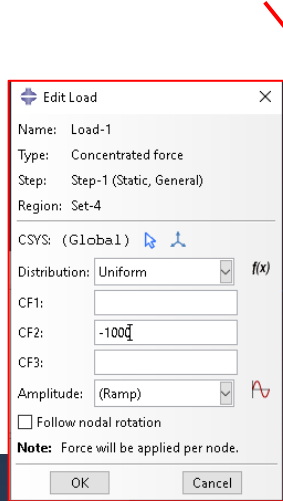 Edit Load
Name: Load-1
Type: Concentrated force
Step: Step-1 (Static, General)
Region: Set-4
CSYS: (Global)
Distribution: Uniform f(x)
CF1:
CF2: -1000
CF3:
Amplitude: (Ramp)
Follow nodal rotation
Note: Force will be applied per node.
OK Cancel